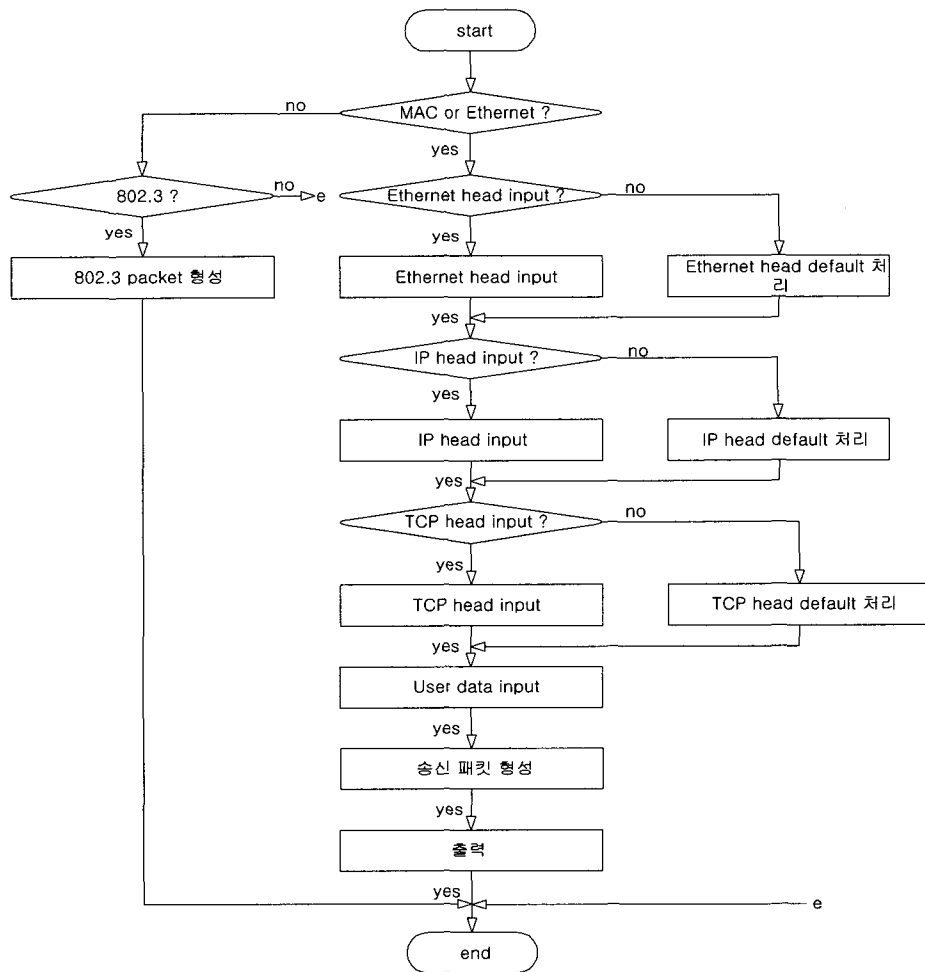 start
MAC or Ethernet ?
no
yes
802.3 ?
no
e
Ethernet head input ?
no
yes
yes
802.3 packet 형성
Ethernet head input
Ethernet head default 처
리
yes
IP head input ?
no
yes
IP head input
IP head default 처리
yes
TCP head input ?
no
yes
TCP head input
TCP head default 처리
yes
User data input
yes
송신 패킷 형성
yes
출력
yes
e
end